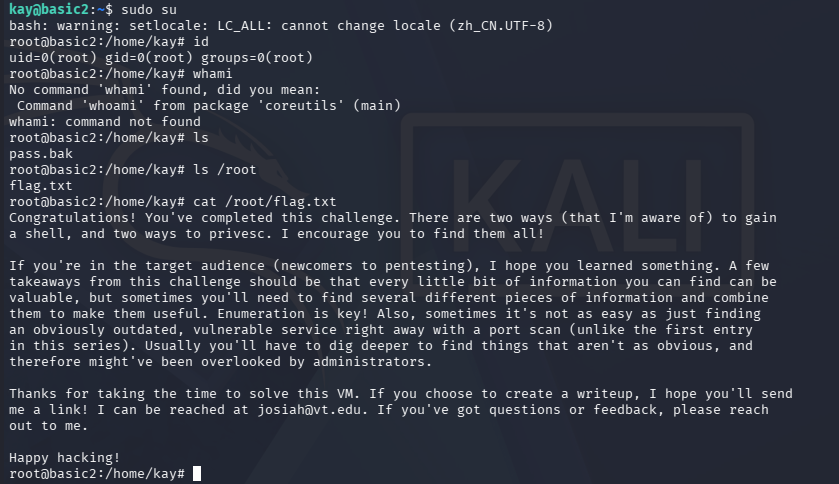 kay@basic2:~$ sudo su
bash: warning: setlocale: LC_ALL: cannot change locale (zh_CN.UTF-8)
root@basic2:/home/kay# id
uid=0(root) gid=0(root) groups=0(root)
root@basic2:/home/kay# whami
No command 'whami' found, did you mean:
 Command 'whoami' from package 'coreutils' (main)
whami: command not found
root@basic2:/home/kay# ls
pass.bak
root@basic2:/home/kay# ls /root
flag.txt
root@basic2:/home/kay# cat /root/flag.txt
Congratulations! You've completed this challenge. There are two ways (that I'm aware of) to gain
a shell, and two ways to privesc. I encourage you to find them all!

If you're in the target audience (newcomers to pentesting), I hope you learned something. A few
takeaways from this challenge should be that every little bit of information you can find can be
valuable, but sometimes you'll need to find several different pieces of information and combine
them to make them useful. Enumeration is key! Also, sometimes it's not as easy as just finding
an obviously outdated, vulnerable service right away with a port scan (unlike the first entry
in this series). Usually you'll have to dig deeper to find things that aren't as obvious, and
therefore might've been overlooked by administrators.

Thanks for taking the time to solve this VM. If you choose to create a writeup, I hope you'll send
me a link! I can be reached at josiah@vt.edu. If you've got questions or feedback, please reach
out to me.

Happy hacking!
root@basic2:/home/kay#
KALI